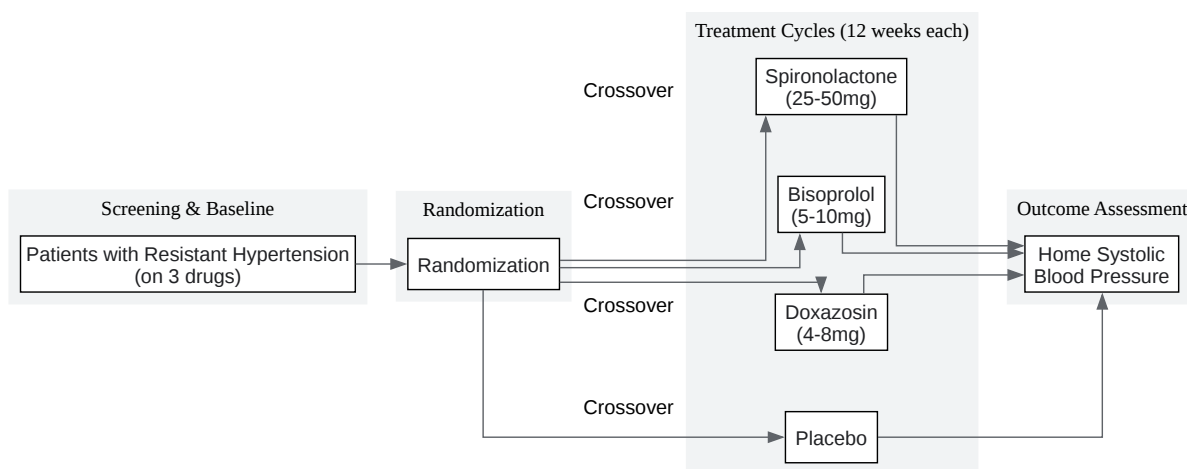 Screening & Baseline
Patients with Resistant Hypertension
(on 3 drugs)
Randomization
Randomization
Crossover
Crossover
Crossover
Crossover
Treatment Cycles (12 weeks each)
Spironolactone
(25-50mg)
Bisoprolol
(5-10mg)
Doxazosin
(4-8mg)
Placebo
Outcome Assessment
Home Systolic
Blood Pressure